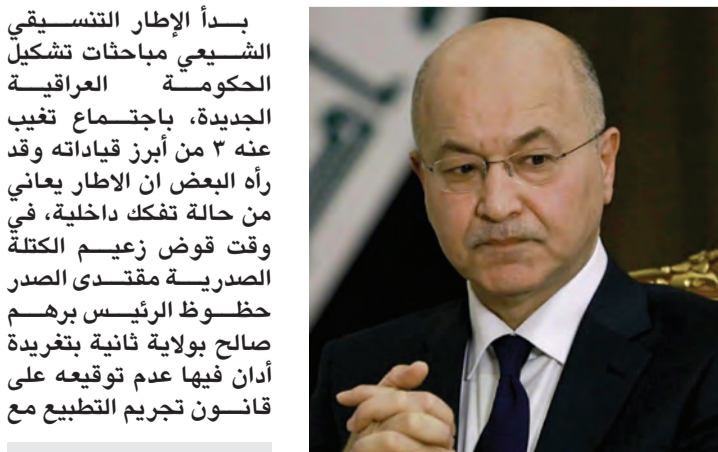 بدأ الإطار التنسيقي
الشيعي مباحثات تشكيل
الحكومة العراقية
الجديدة، باجتماع تغيب
عنه ٣ من أبرز قياداته وقد
رأه البعض ان الاطار يعاني
من حالة تفكك داخلية، في
وقت قوض زعيم الكتلة
الصدرية مقتدى الصدر
حظوظ الرئيس برهم
صالح بولاية ثانية بتغريدة
أدان فيها عدم توقيعه على
قانون تجريم التطبيع مع